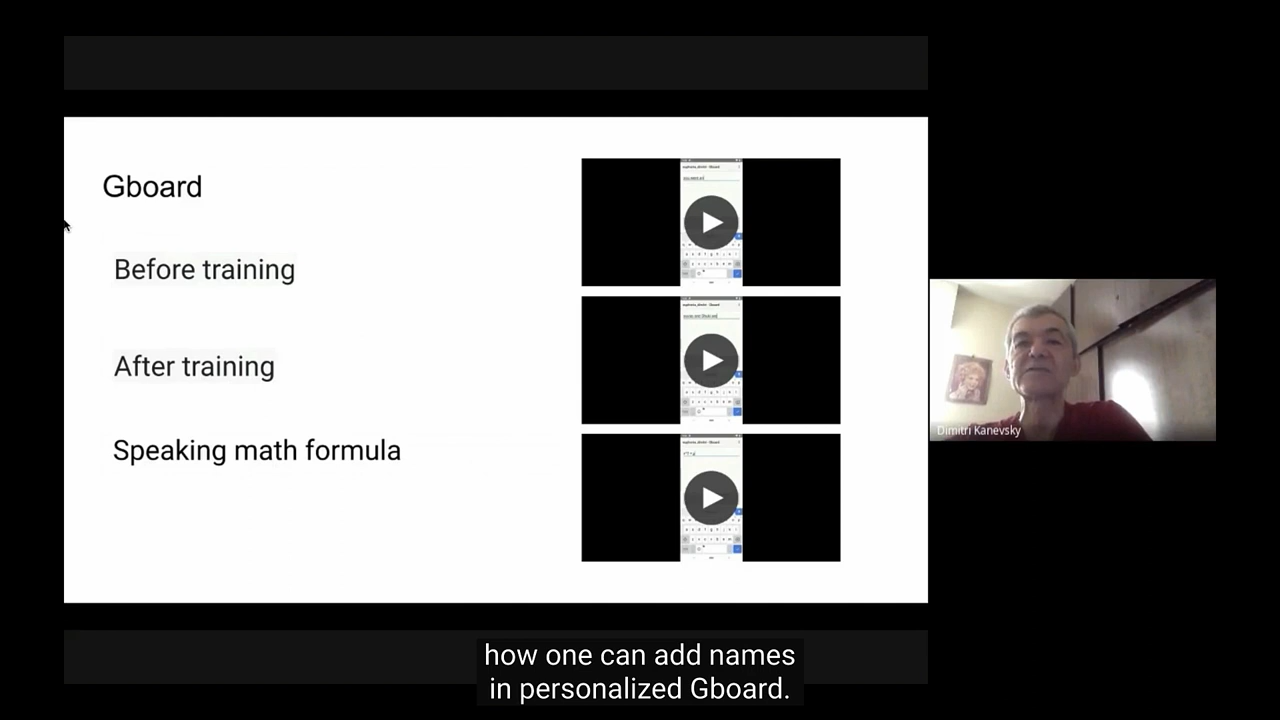 Gboard
Before training
After training
Speaking math formula
Dimitri Kanevsky
how one can add names
in personalized Gboard.